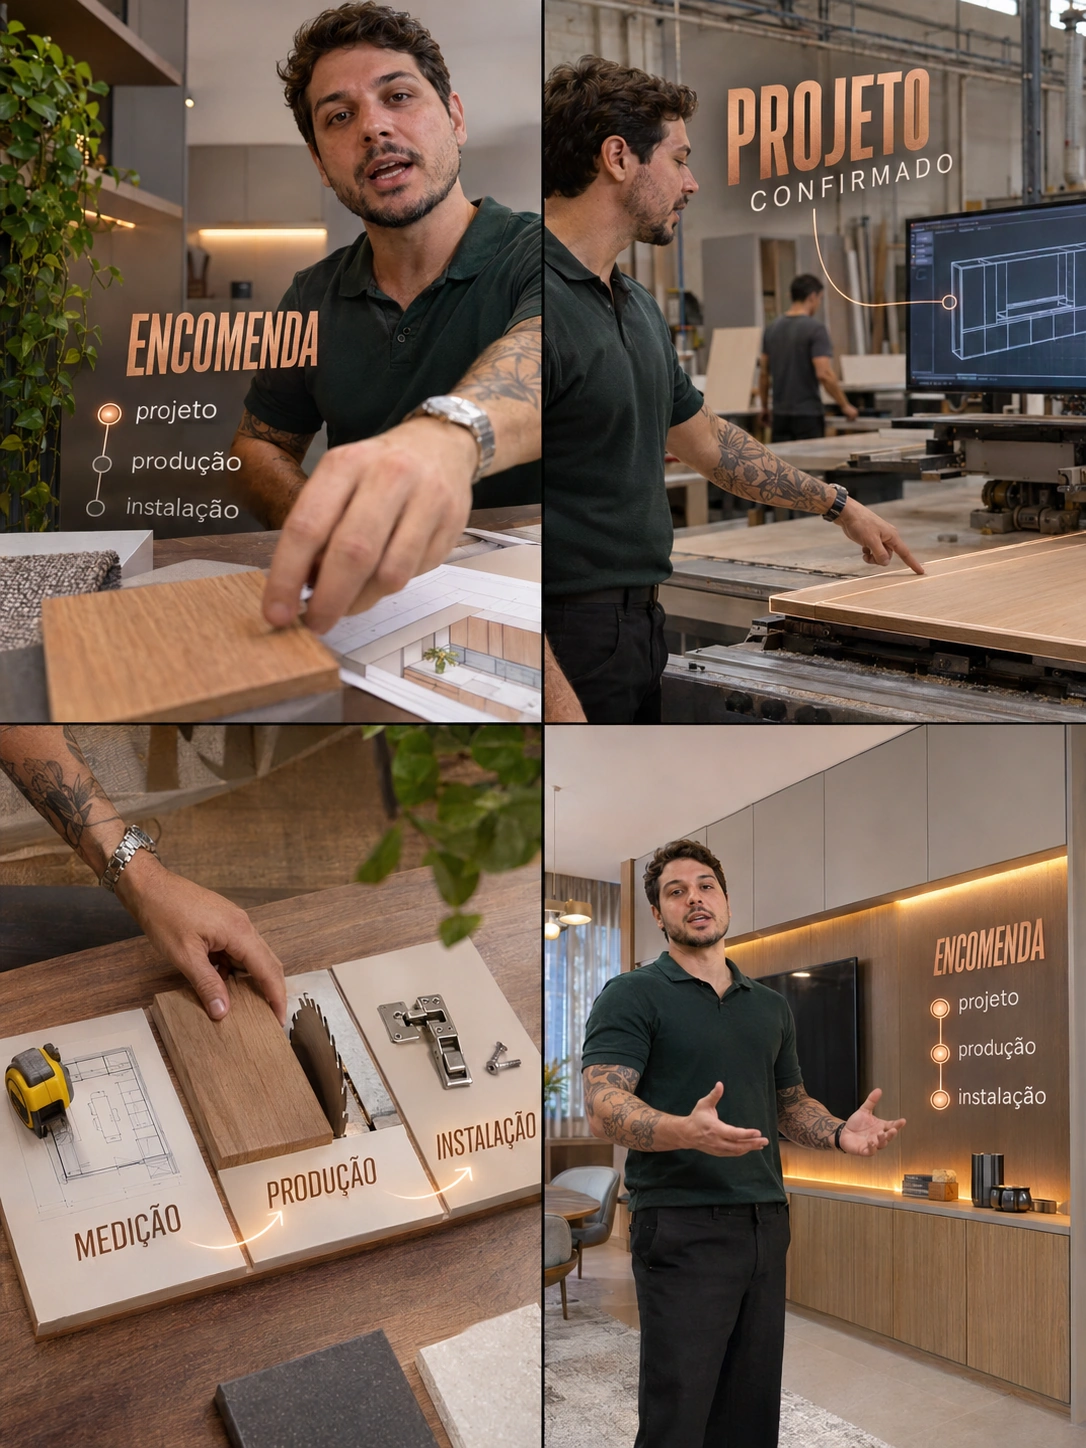 ENCOMENDA
projeto
produção
instalação
PROJETO
CONFIRMADO
MEDIÇÃO
PRODUÇÃO
INSTALAÇÃO
ENCOMENDA
projeto
produção
instalação